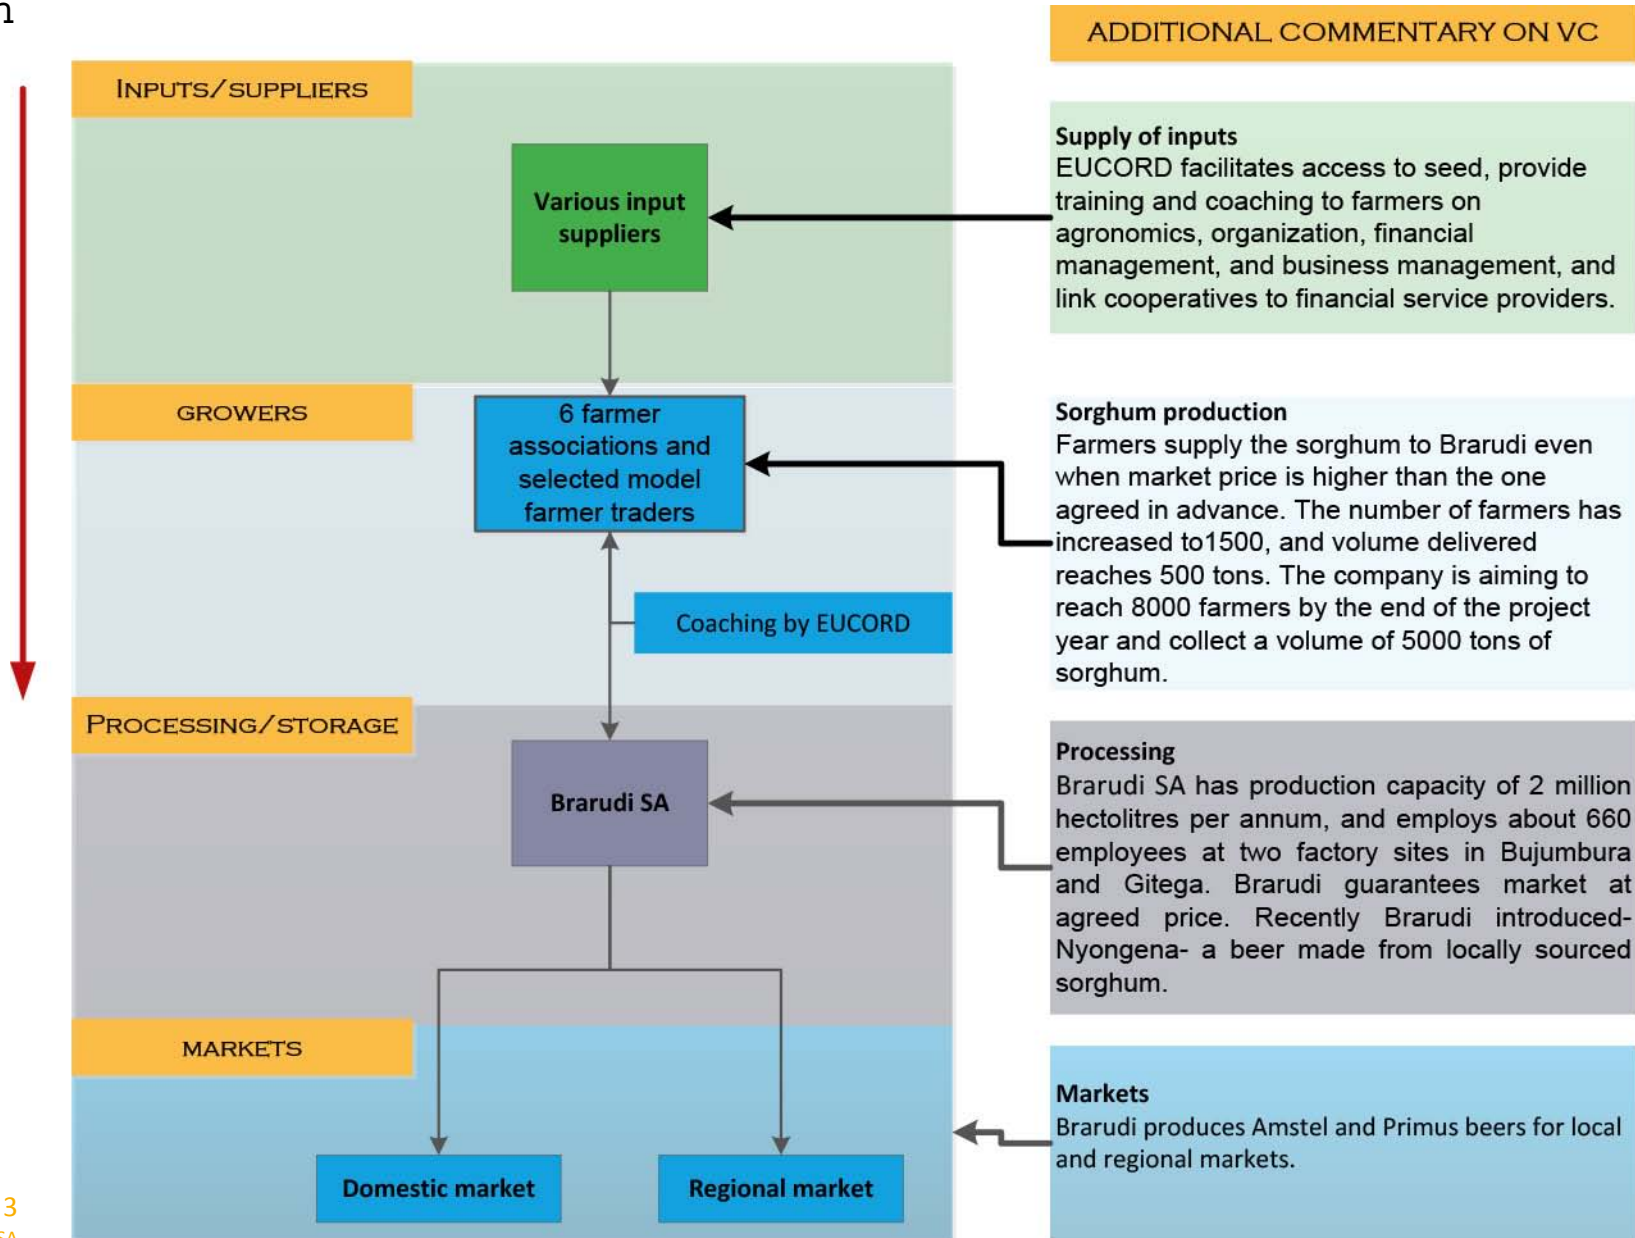 n
ADDITIONAL COMMENTARY ON VC
INPUTS/SUPPLIERS
Various input
suppliers
Supply of inputs
EUCORD facilitates access to seed, provide
training and coaching to farmers on
agronomics, organization, financial
management, and business management, and
link cooperatives to financial service providers.
GROWERS
6 farmer
associations and
selected model
farmer traders
Coaching by EUCORD
Sorghum production
Farmers supply the sorghum to Brarudi even
when market price is higher than the one
agreed in advance. The number of farmers has
increased to1500, and volume delivered
reaches 500 tons. The company is aiming to
reach 8000 farmers by the end of the project
year and collect a volume of 5000 tons of
sorghum.
PROCESSING/STORAGE
Brarudi SA
Processing
Brarudi SA has production capacity of 2 million
hectolitres per annum, and employs about 660
employees at two factory sites in Bujumbura
and Gitega. Brarudi guarantees market at
agreed price. Recently Brarudi introduced-
Nyongena- a beer made from locally sourced
sorghum.
MARKETS
Domestic market
Regional market
Markets
Brarudi produces Amstel and Primus beers for local
and regional markets.
3